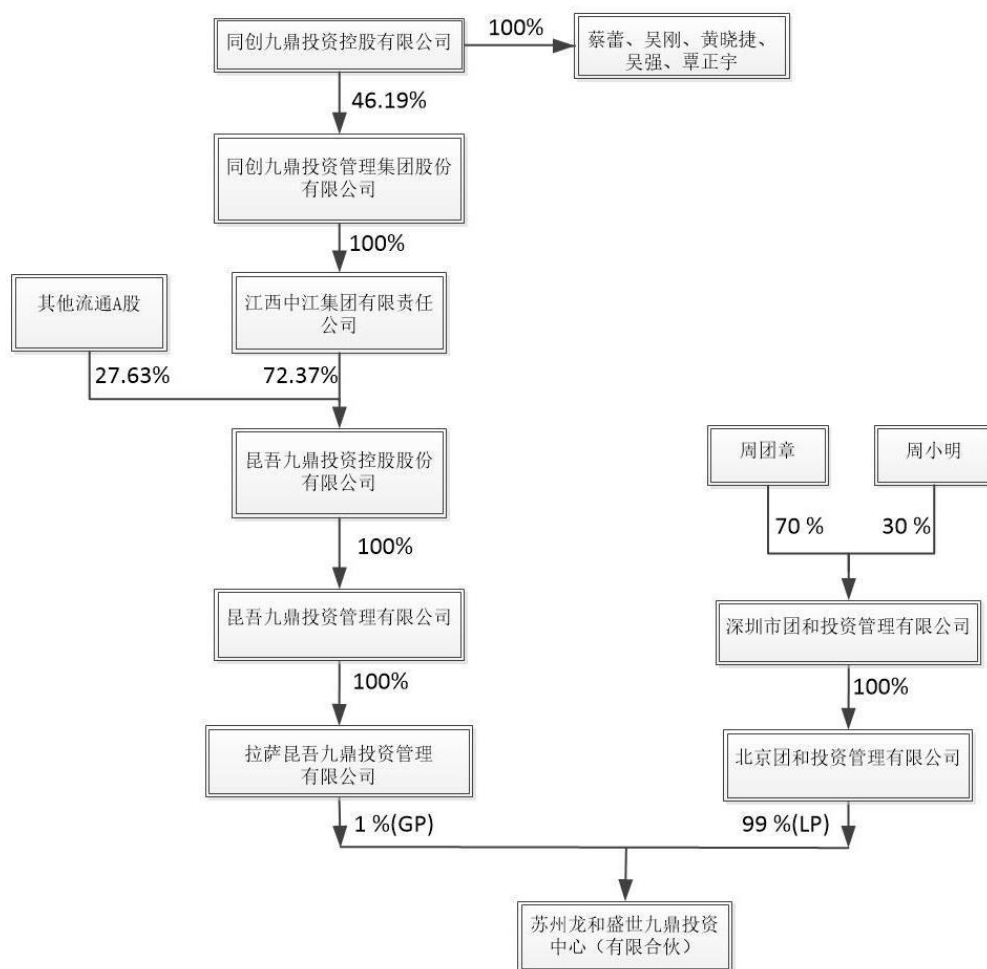 同创九鼎投资控股有限公司
100%
蔡蕾、吴刚、黄晓捷、
吴强、覃正宇
46.19%
同创九鼎投资管理集团股份
有限公司
100%
其他流通A股
江西中江集团有限责任
公司
27.63%
72.37%
昆吾九鼎投资控股股份
有限公司
周团章
周小明
70 %
30 %
100%
昆吾九鼎投资管理有限公司
深圳市团和投资管理有限公司
100%
100%
拉萨昆吾九鼎投资管理
有限公司
北京团和投资管理有限公司
1 %(GP)
99 %(LP)
苏州龙和盛世九鼎投资
中心（有限合伙）